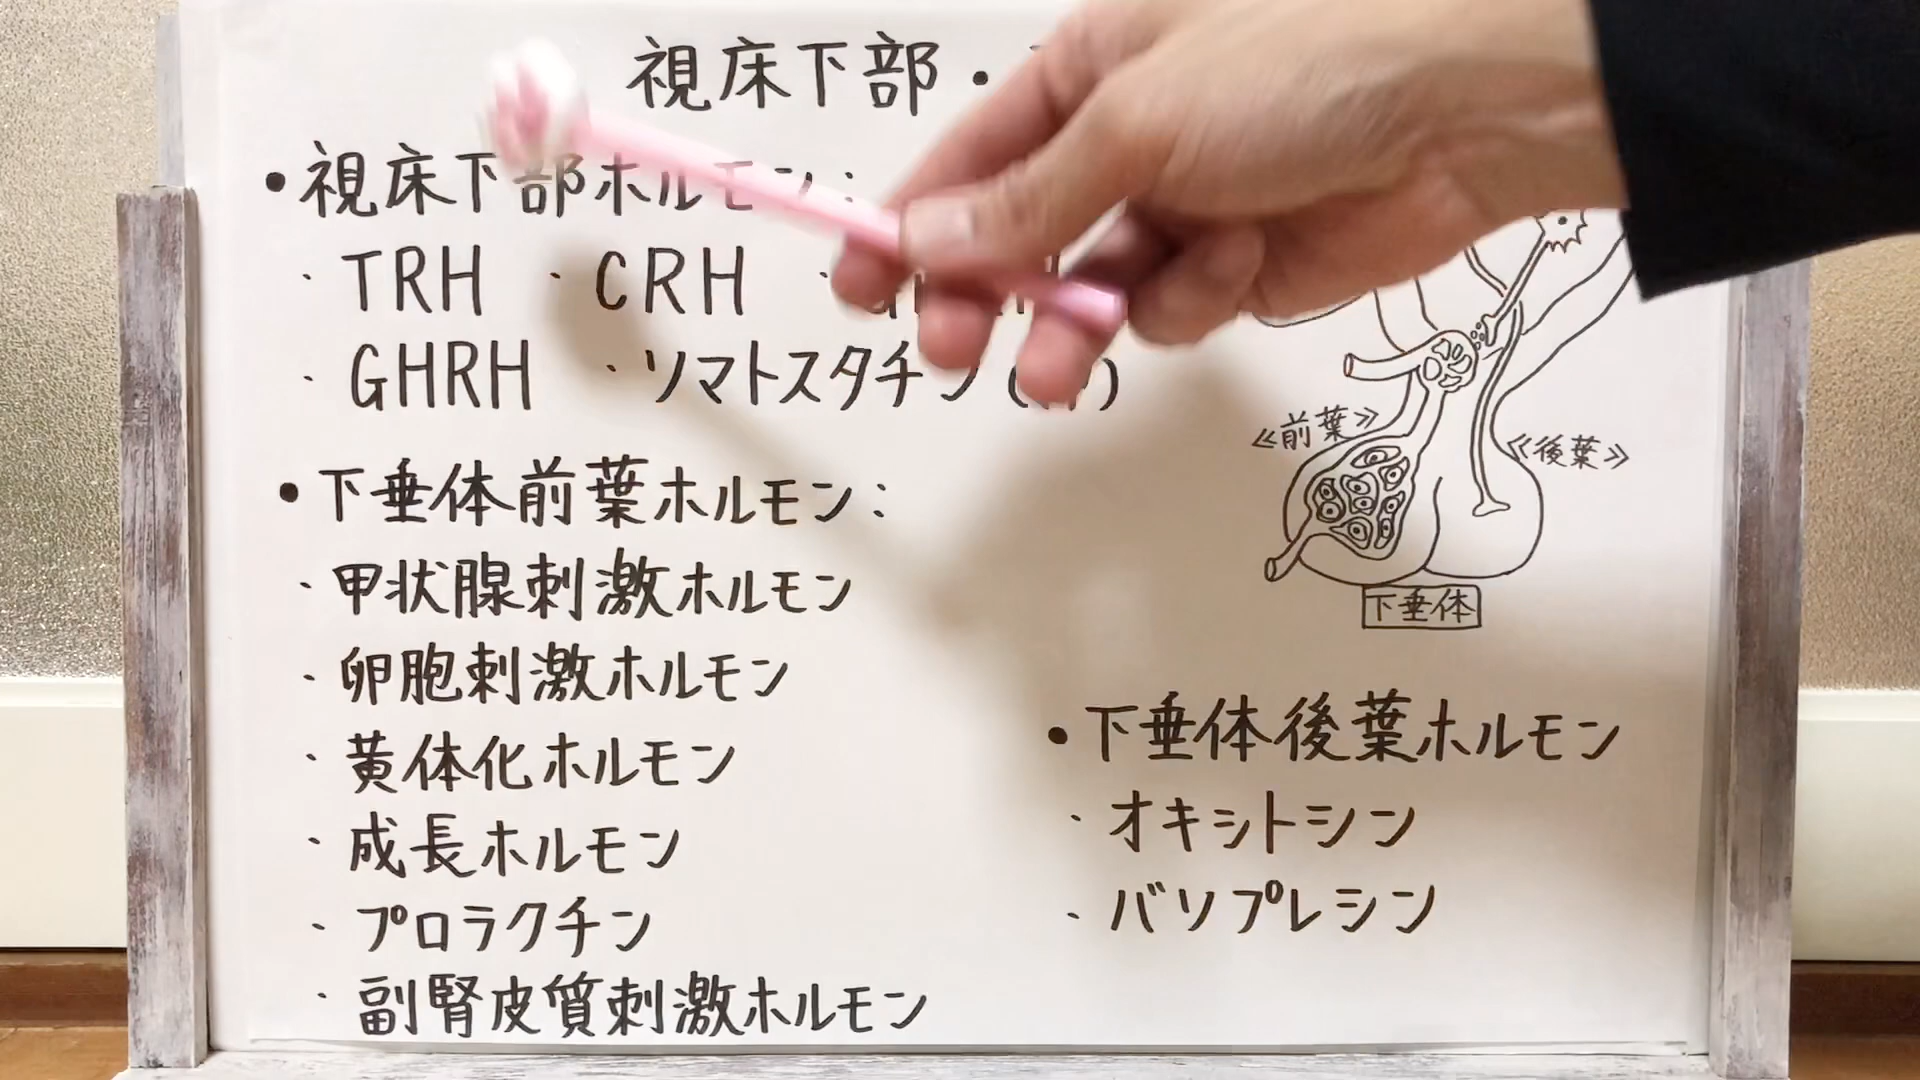 視床下部・
・視床下部ホルモン:
・TRH ・CRH ・
・GHRH ・ソマトスタチン
・下垂体前葉ホルモン:
・甲状腺刺激ホルモン
・卵胞刺激ホルモン
・黄体化ホルモン
・成長ホルモン
・プロラクチン
・副腎皮質刺激ホルモン
≪前葉≫
≪後葉≫
下垂体
・下垂体後葉ホルモン
・オキシトシン
・バソプレシン